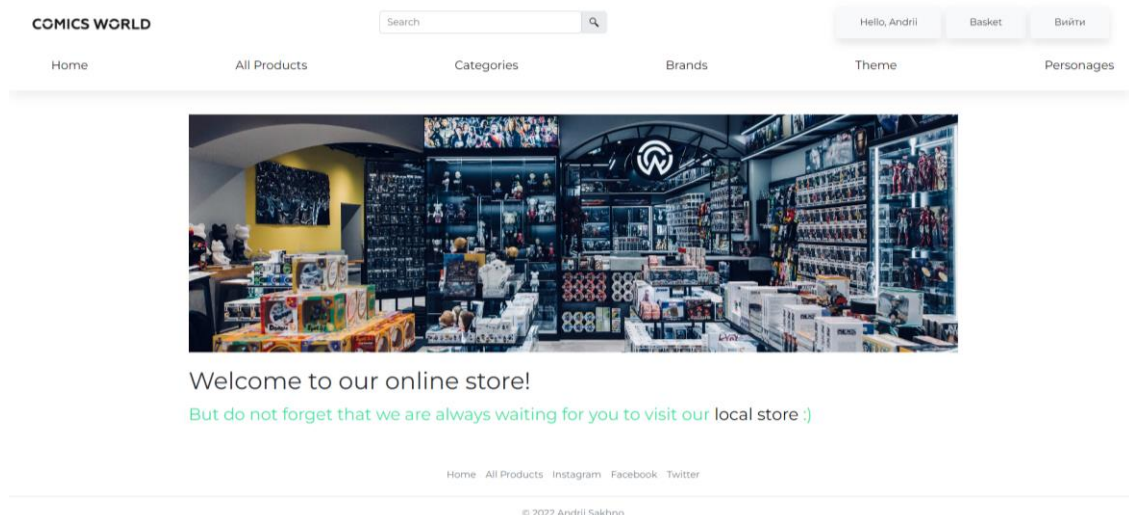 COMICS WORLD
Search
Hello, Andrii
Basket
Вийти
Home
All Products
Categories
Brands
Theme
Personages
Welcome to our online store!
But do not forget that we are always waiting for you to visit our local store :)
Home All Products Instagram Facebook Twitter
© 2022 Andrii Sakhno